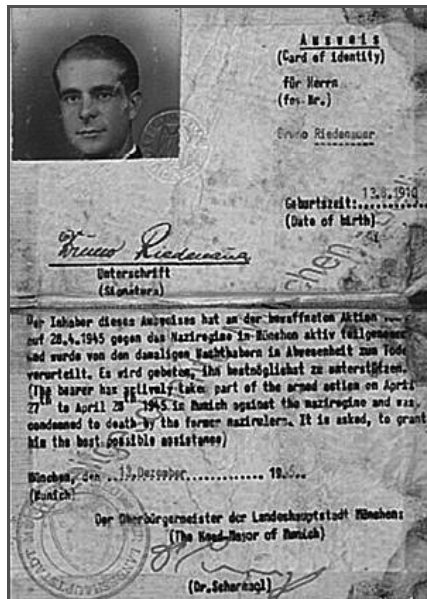 Ausweis
(Card of identity)
für Herrn
(for Mr.)
Bruno Riedenauer
Geburtszeit: 13.8.1910
(Date of birth)
Bruno Riedenauer
Unterschrift
(Signature)
München
Der Inhaber dieses Ausweises hat an der bewaffneten Aktion
auf 28.4.1945 gegen das Naziregime in München aktiv teilgenommen
und wurde von den damaligen Machthabern in Abwesenheit zum Tode
verurteilt. Es wird gebeten, ihn bestmöglichst zu unterstützen.
(The bearer has actively taken part of the armed action on April
27th to April 28th 1945 in Munich against the naziregime and was
condemned to death by the former nazirulers. It is asked, to grant
him the best possible assistance)
München, den ..13.Dezember............. 19
(Munich)
Der Oberbürgermeister der Landeshauptstadt München:
(The Head-Mayor of Munich)
(Dr.Scharnagl)
LANDESHAUPTSTADT